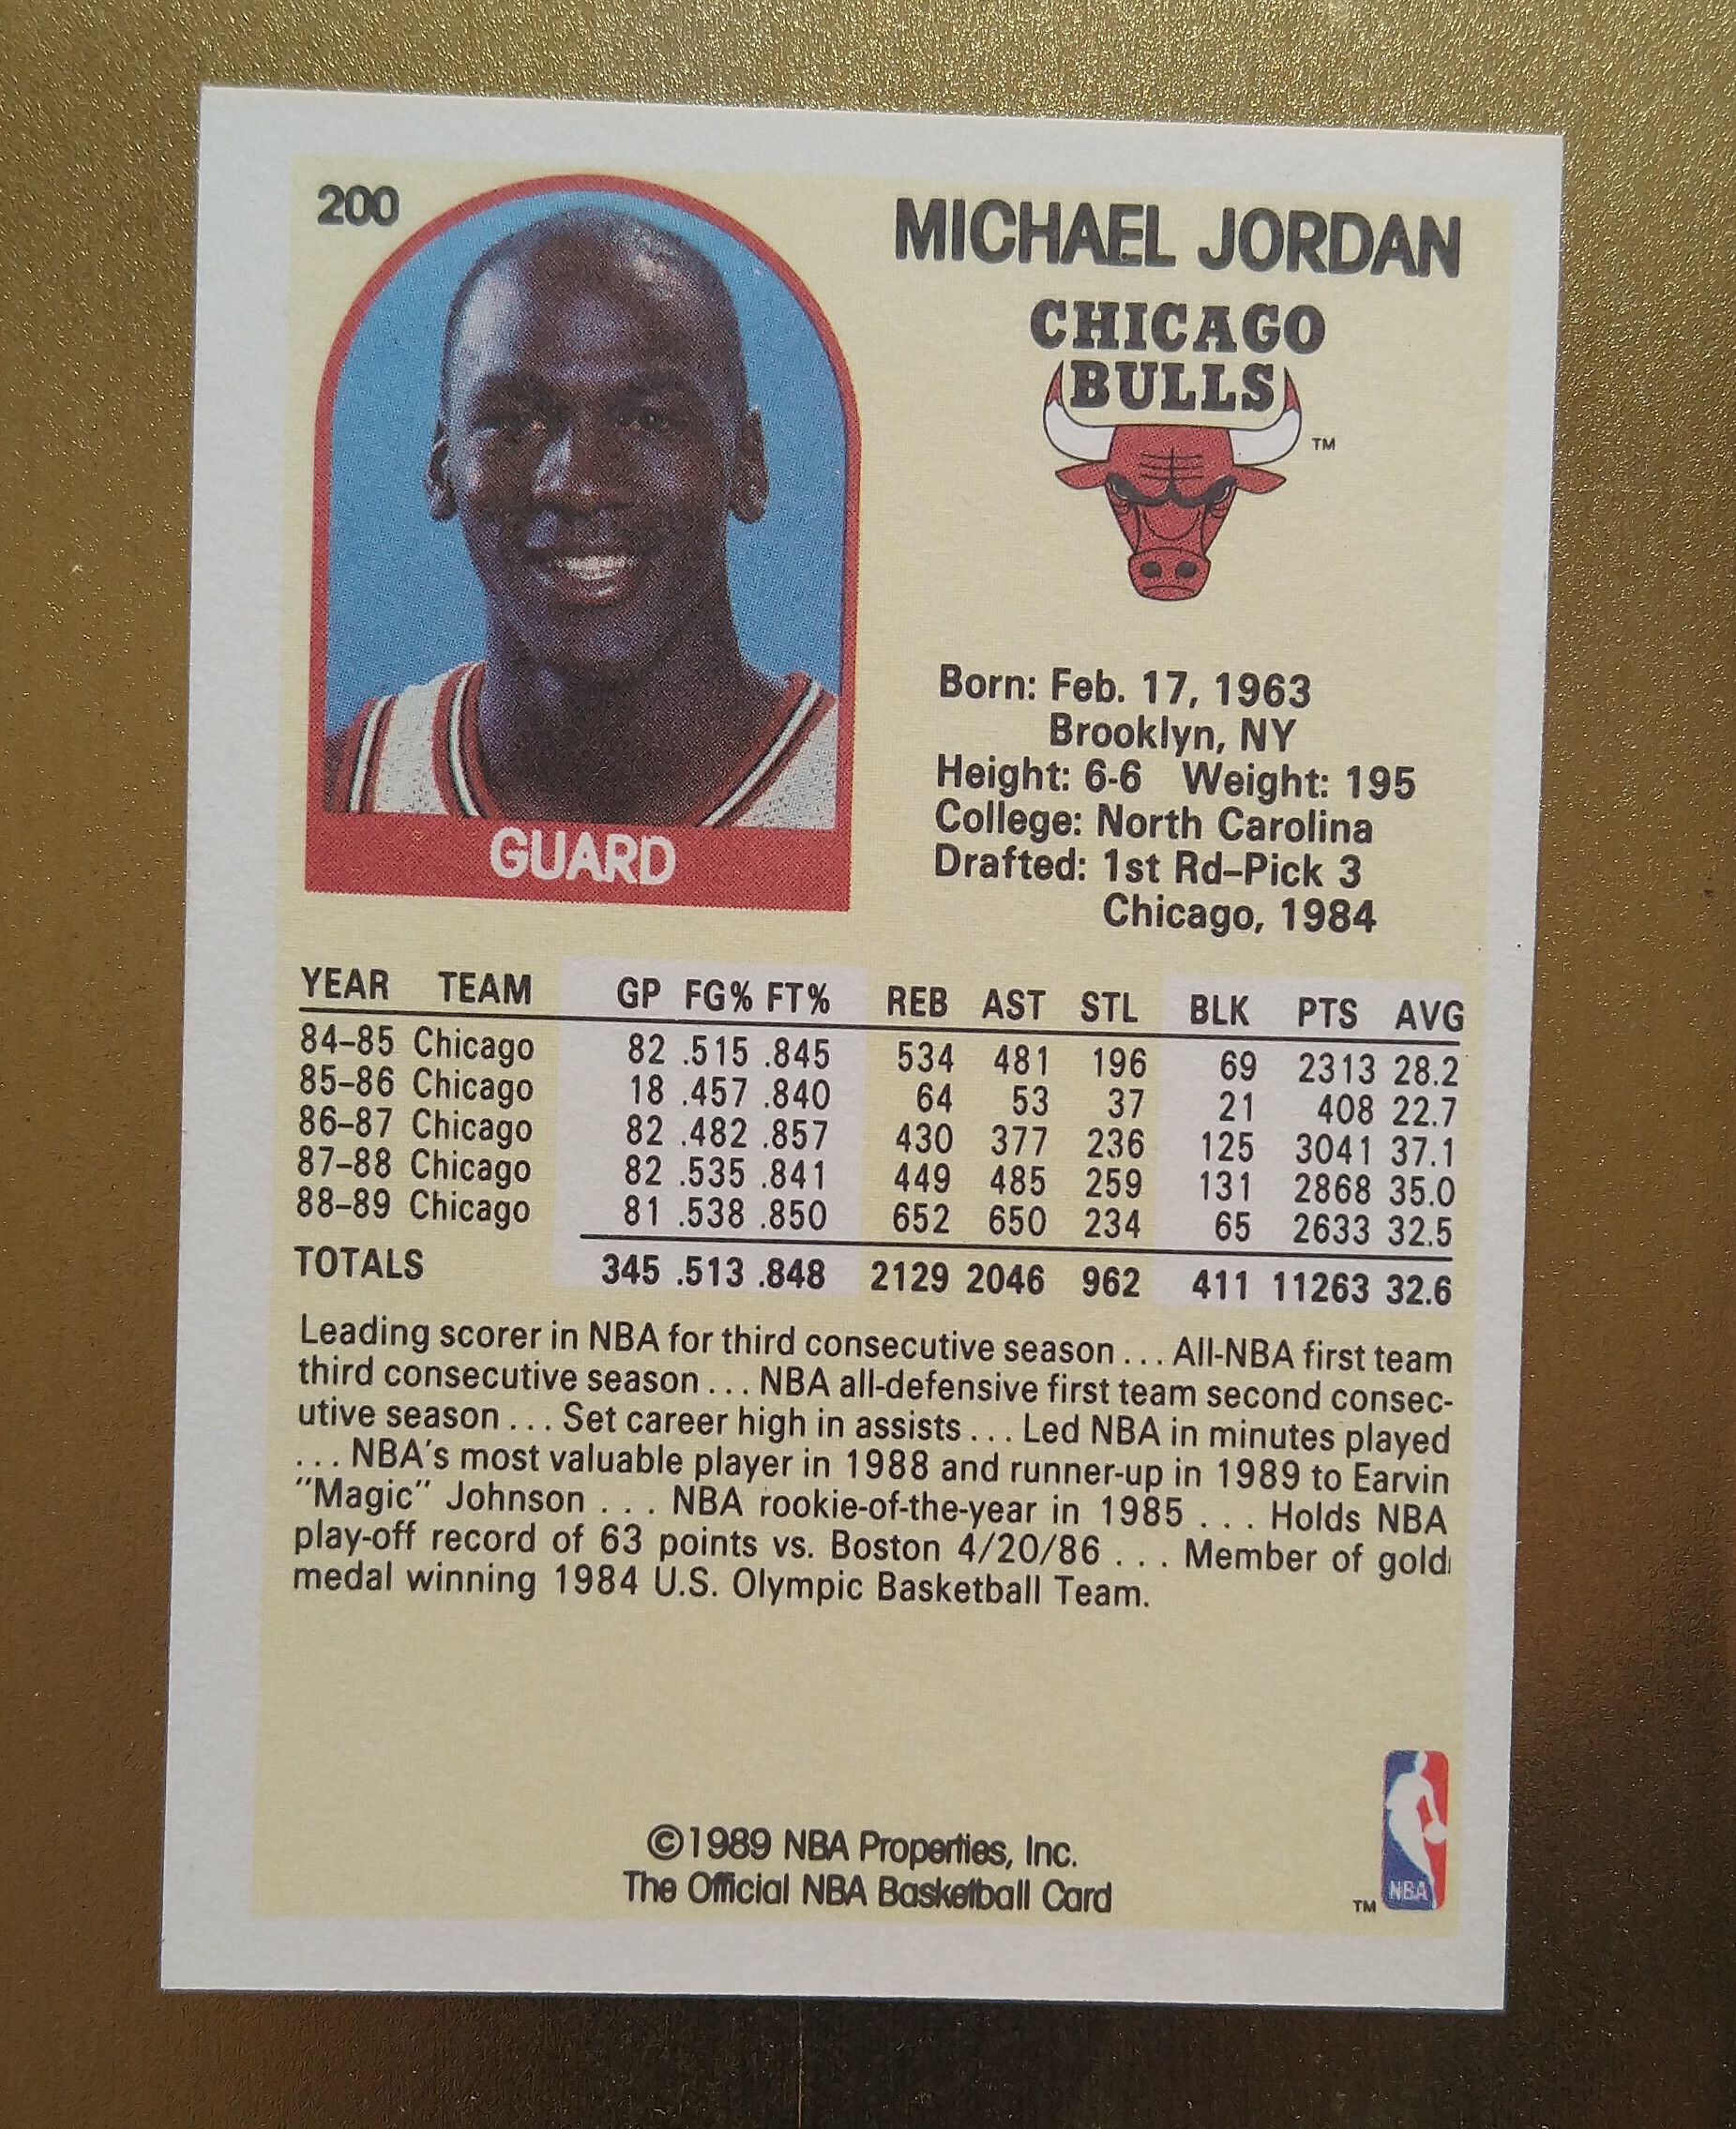 200
MICHAEL JORDAN
CHICAGO
BULLS
TM
GUARD
Born: Feb. 17, 1963
Brooklyn, NY
Height: 6-6 Weight: 195
College: North Carolina
Drafted: 1st Rd–Pick 3
Chicago, 1984
YEAR TEAM GP FG% FT% REB AST STL BLK PTS AVG
84–85 Chicago 82 .515 .845 534 481 196 69 2313 28.2
85–86 Chicago 18 .457 .840 64 53 37 21 408 22.7
86–87 Chicago 82 .482 .857 430 377 236 125 3041 37.1
87–88 Chicago 82 .535 .841 449 485 259 131 2868 35.0
88–89 Chicago 81 .538 .850 652 650 234 65 2633 32.5
TOTALS 345 .513 .848 2129 2046 962 411 11263 32.6
Leading scorer in NBA for third consecutive season . . . All-NBA first team
third consecutive season . . . NBA all-defensive first team second consec-
utive season . . . Set career high in assists . . . Led NBA in minutes played
. . . NBA's most valuable player in 1988 and runner-up in 1989 to Earvin
"Magic" Johnson . . . NBA rookie-of-the-year in 1985 . . . Holds NBA
play-off record of 63 points vs. Boston 4/20/86 . . . Member of gold
medal winning 1984 U.S. Olympic Basketball Team.
©1989 NBA Properties, Inc.
The Official NBA Basketball Card
TM
NBA